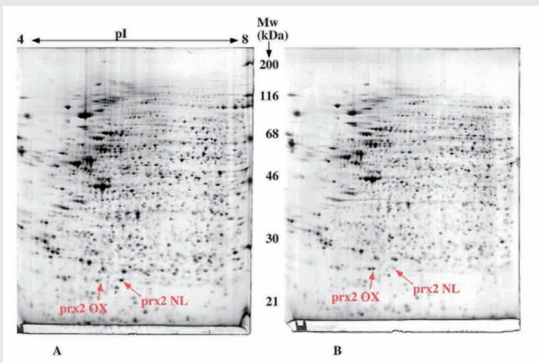 4 pI 8
Mw
(kDa)
200
116
68
46
30
21
prx2 OX
prx2 NL
prx2 OX
prx2 NL
A
B